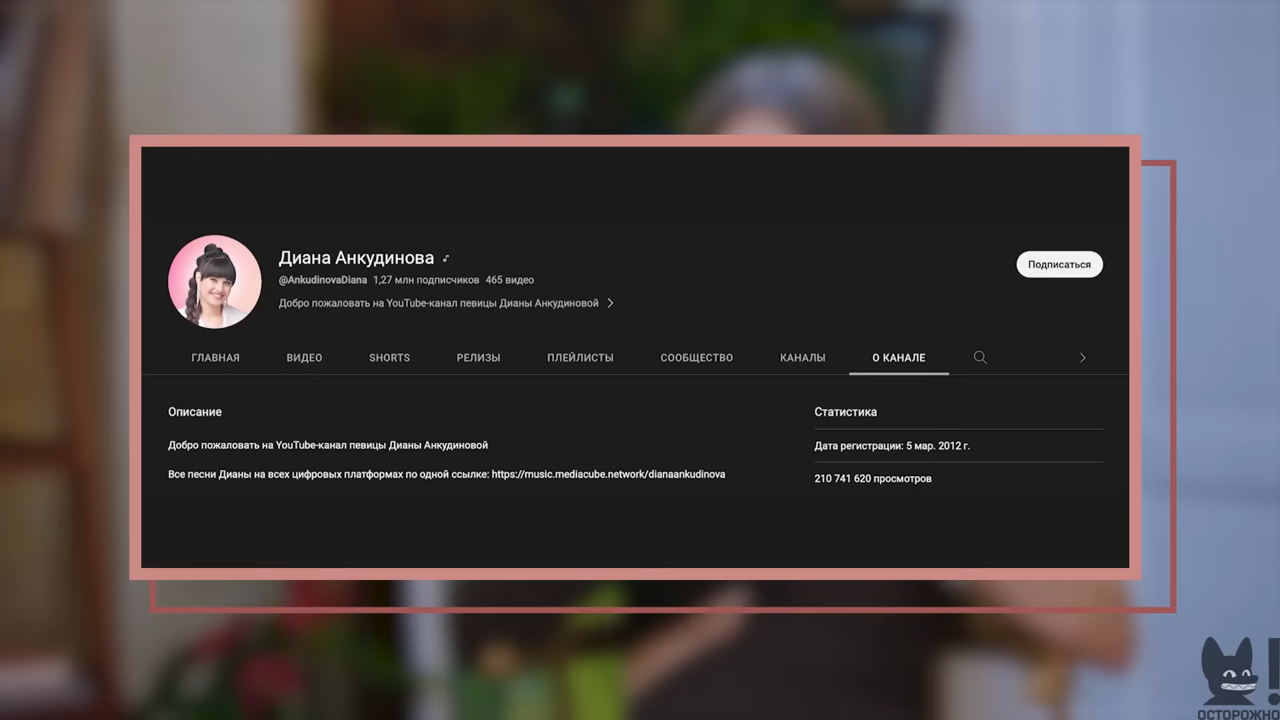 Диана Анкудинова
@AnkudinovaDiana 1,27 млн подписчиков 465 видео
Добро пожаловать на YouTube-канал певицы Дианы Анкудиновой
Подписаться
ГЛАВНАЯ ВИДЕО SHORTS РЕЛИЗЫ ПЛЕЙЛИСТЫ СООБЩЕСТВО КАНАЛЫ О КАНАЛЕ
Описание
Добро пожаловать на YouTube-канал певицы Дианы Анкудиновой
Все песни Дианы на всех цифровых платформах по одной ссылке: https://music.mediacube.network/dianaankudinova
Статистика
Дата регистрации: 5 мар. 2012 г.
210 741 620 просмотров
ОСТОРОЖНО